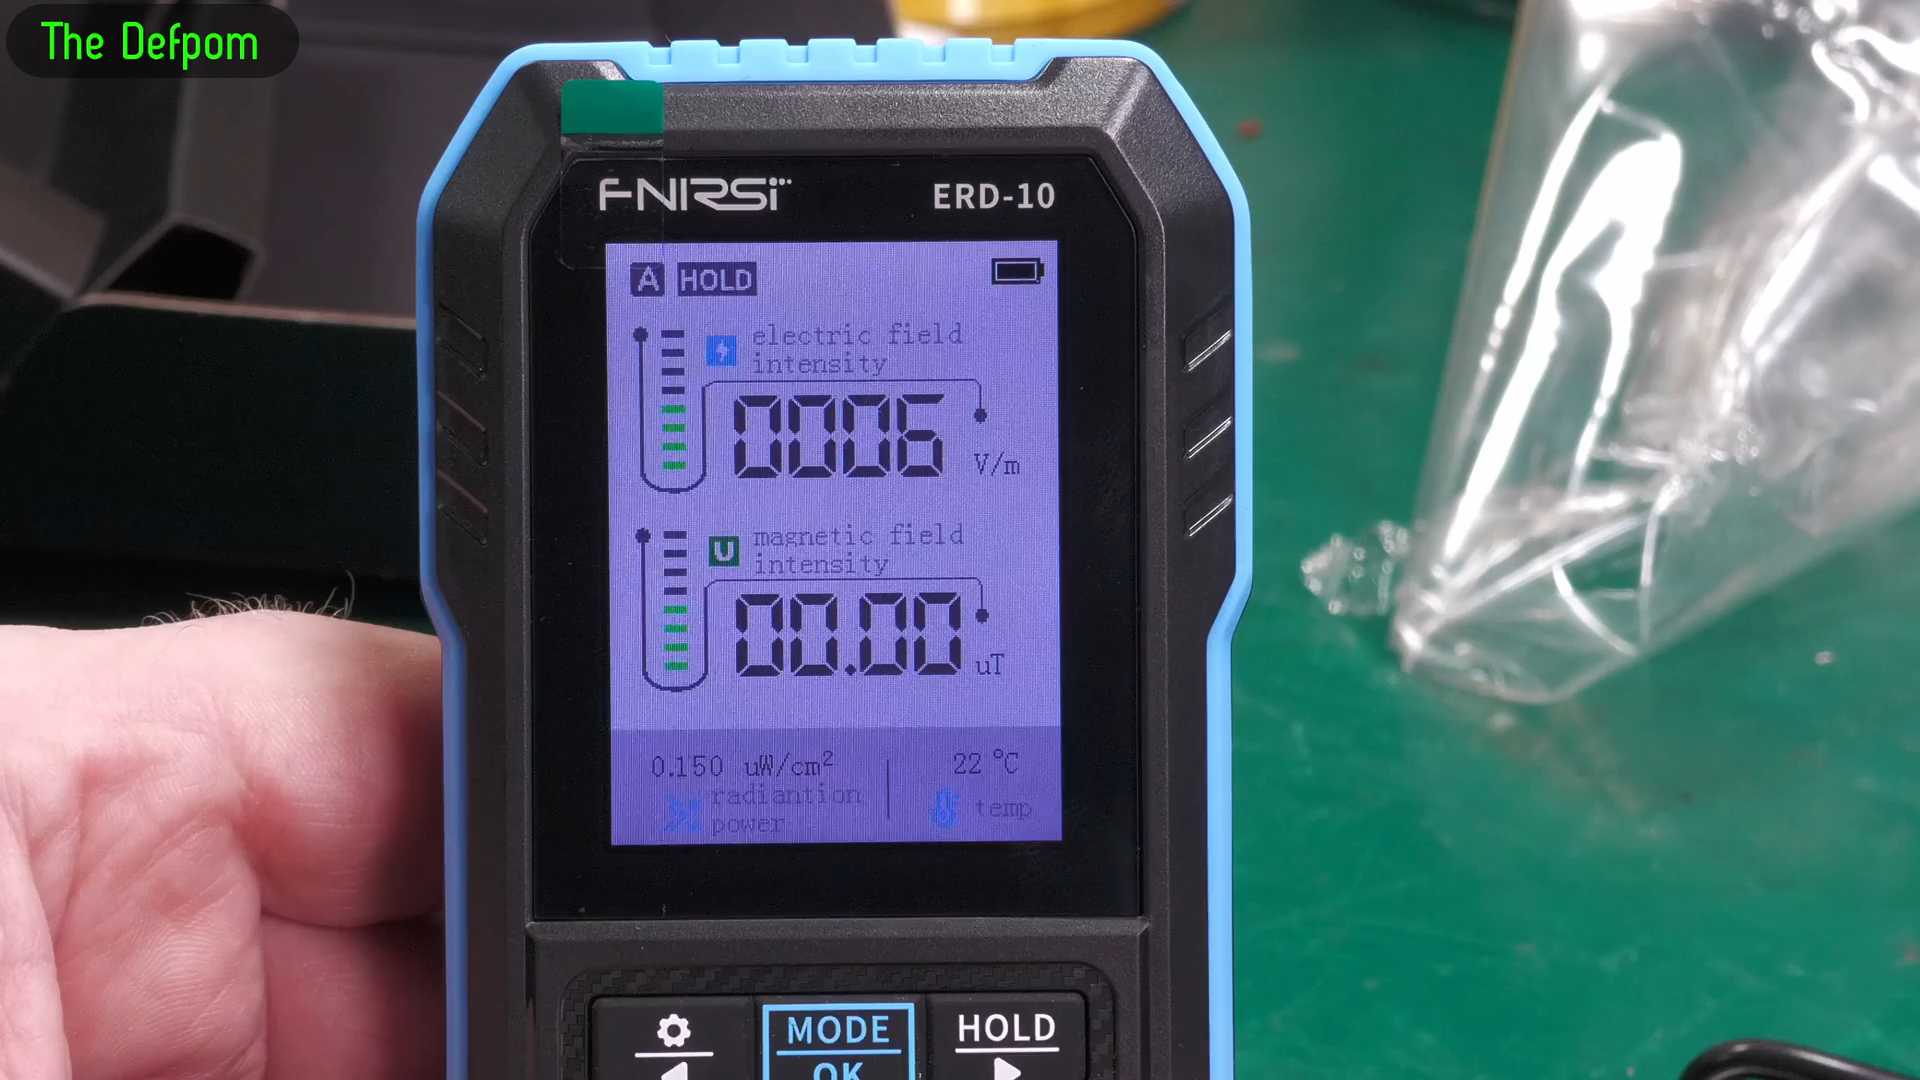 The Defpom
FNIRSI
ERD-10
A HOLD
electric field
intensity
0006
V/m
U
magnetic field
intensity
00.00
uT
0.150 uW/cm²
radiantion
power
22 °C
temp
MODE
OK
HOLD